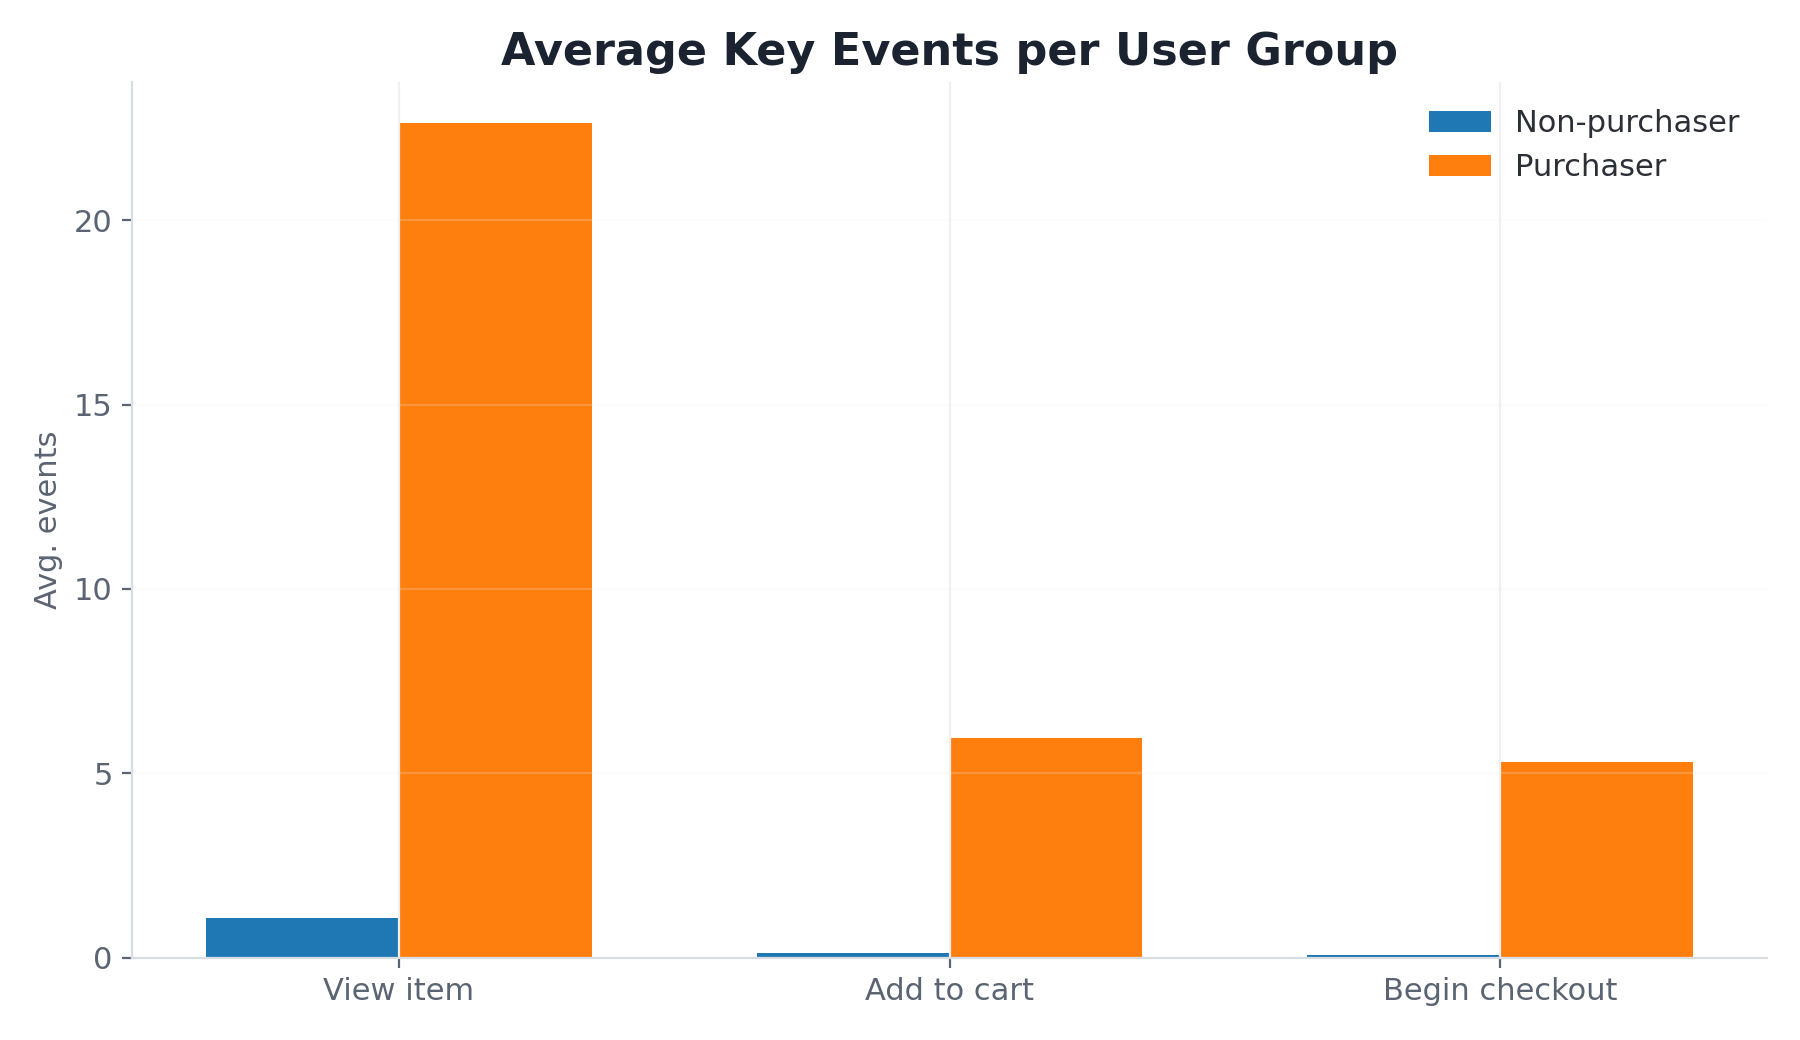 Average Key Events per User Group
Non-purchaser
Purchaser
Avg. events
20
15
10
5
0
View item
Add to cart
Begin checkout